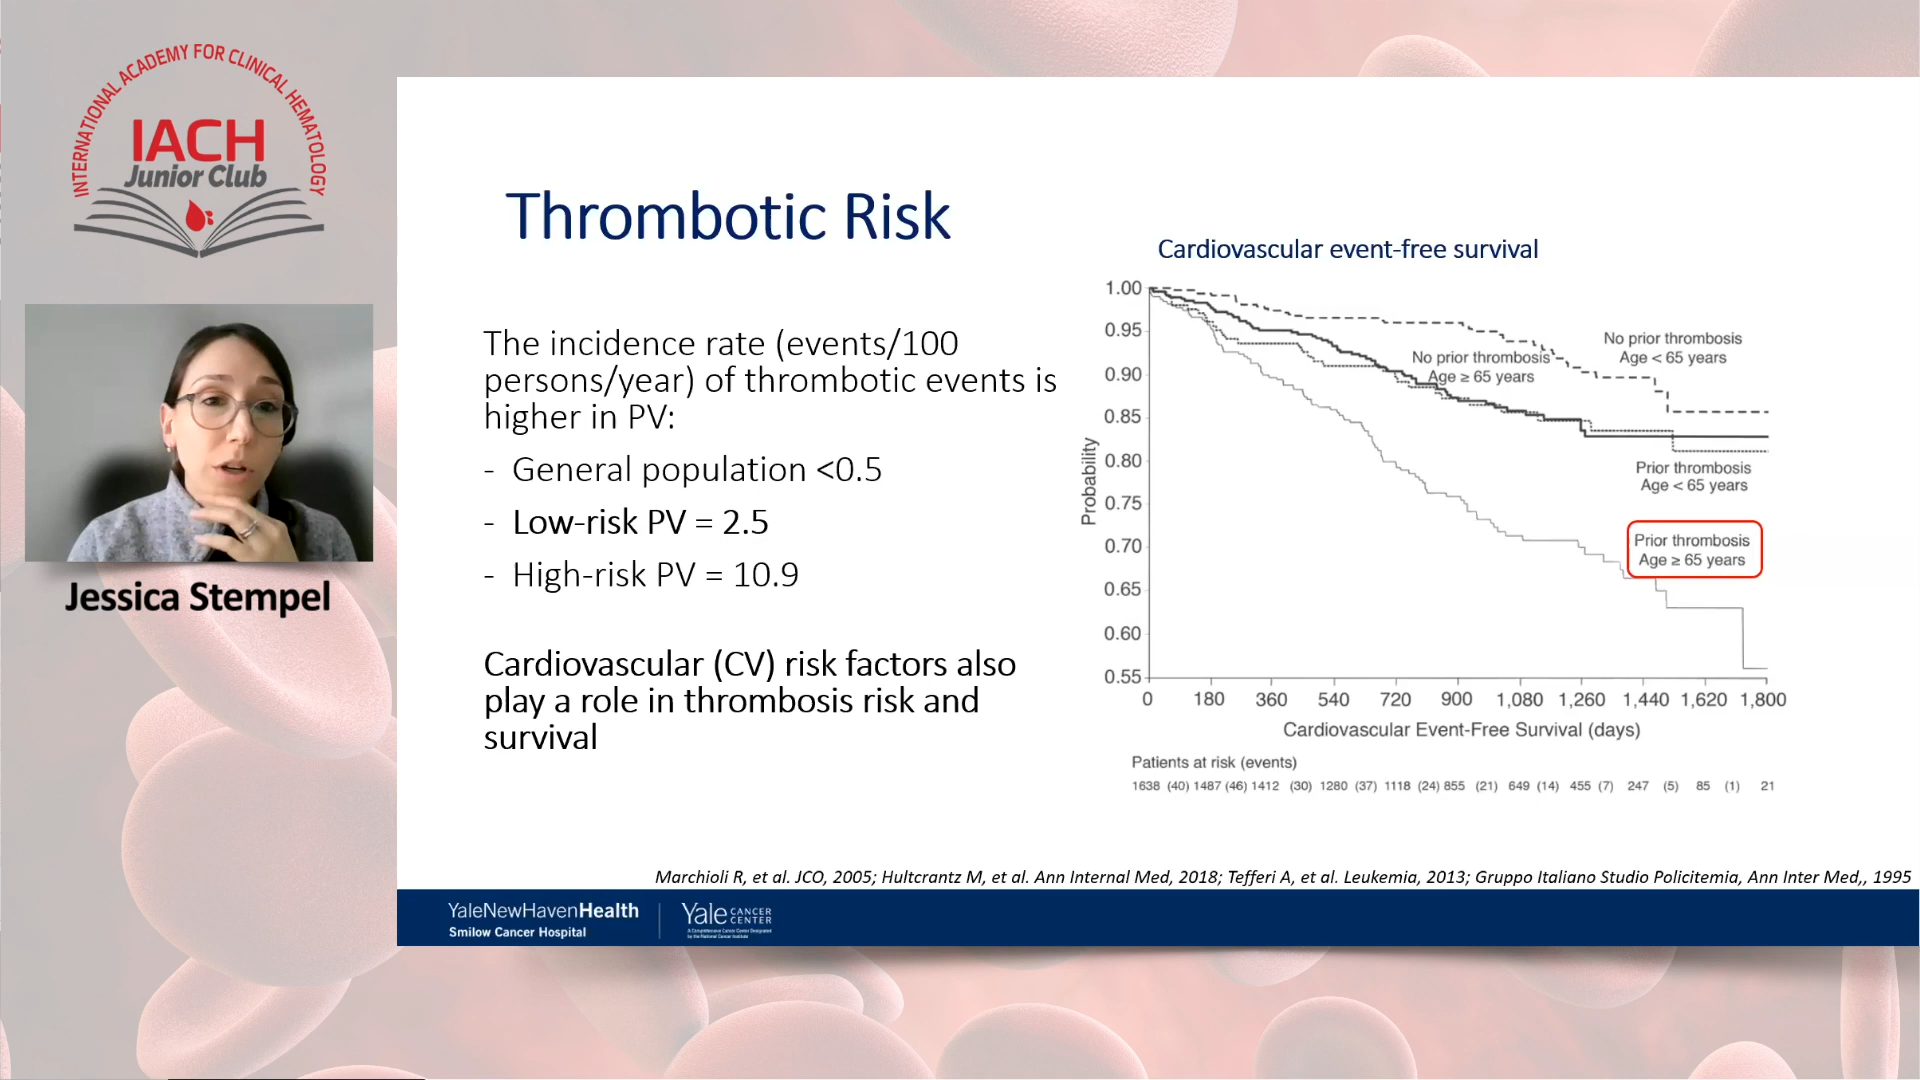 INTERNATIONAL ACADEMY FOR CLINICAL HEMATOLOGY
IACH
Junior Club
Jessica Stempel
Thrombotic Risk
The incidence rate (events/100
persons/year) of thrombotic events is
higher in PV:
- General population <0.5
- Low-risk PV = 2.5
- High-risk PV = 10.9
Cardiovascular (CV) risk factors also
play a role in thrombosis risk and
survival
Cardiovascular event-free survival
1.00
0.95
0.90
0.85
0.80
0.75
0.70
0.65
0.60
0.55
Probability
No prior thrombosis
Age < 65 years
No prior thrombosis
Age ≥ 65 years
Prior thrombosis
Age < 65 years
Prior thrombosis
Age ≥ 65 years
0 180 360 540 720 900 1,080 1,260 1,440 1,620 1,800
Cardiovascular Event-Free Survival (days)
Patients at risk (events)
1638 (40) 1487 (46) 1412 (30) 1280 (37) 1118 (24) 855 (21) 649 (14) 455 (7) 247 (5) 85 (1) 21
Marchioli R, et al. JCO, 2005; Hultcrantz M, et al. Ann Internal Med, 2018; Tefferi A, et al. Leukemia, 2013; Gruppo Italiano Studio Policitemia, Ann Inter Med,, 1995
YaleNewHavenHealth
Smilow Cancer Hospital
Yale CANCER
CENTER
A Comprehensive Cancer Center Designated
by the National Cancer Institute